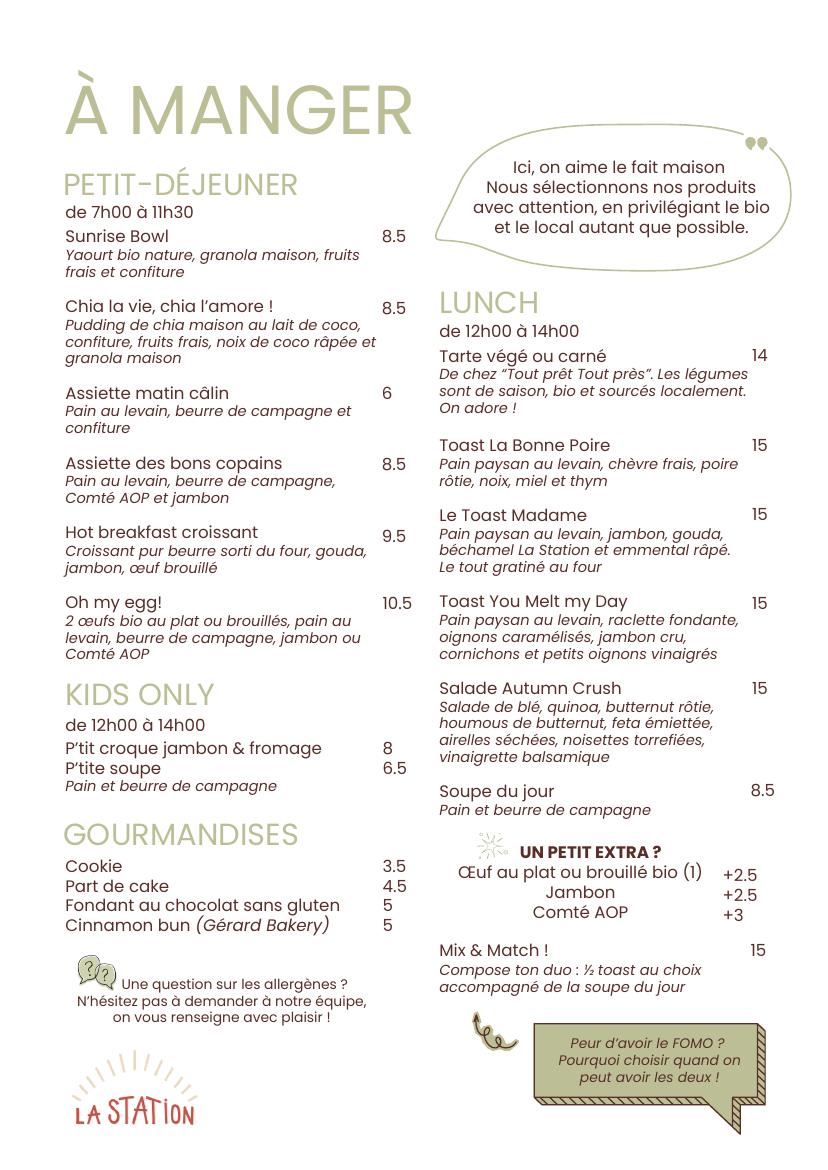 À MANGER
PETIT-DÉJEUNER
de 7h00 à 11h30
Sunrise Bowl 8.5
Yaourt bio nature, granola maison, fruits
frais et confiture
Chia la vie, chia l’amore ! 8.5
Pudding de chia maison au lait de coco,
confiture, fruits frais, noix de coco râpée et
granola maison
Assiette matin câlin 6
Pain au levain, beurre de campagne et
confiture
Assiette des bons copains 8.5
Pain au levain, beurre de campagne,
Comté AOP et jambon
Hot breakfast croissant 9.5
Croissant pur beurre sorti du four, gouda,
jambon, œuf brouillé
Oh my egg! 10.5
2 œufs bio au plat ou brouillés, pain au
levain, beurre de campagne, jambon ou
Comté AOP
KIDS ONLY
de 12h00 à 14h00
P’tit croque jambon & fromage 8
P’tite soupe 6.5
Pain et beurre de campagne
GOURMANDISES
Cookie 3.5
Part de cake 4.5
Fondant au chocolat sans gluten 5
Cinnamon bun (Gérard Bakery) 5
Une question sur les allergènes ?
N’hésitez pas à demander à notre équipe,
on vous renseigne avec plaisir !
LA STATION
Ici, on aime le fait maison
Nous sélectionnons nos produits
avec attention, en privilégiant le bio
et le local autant que possible.
LUNCH
de 12h00 à 14h00
Tarte végé ou carné 14
De chez “Tout prêt Tout près”. Les légumes
sont de saison, bio et sourcés localement.
On adore !
Toast La Bonne Poire 15
Pain paysan au levain, chèvre frais, poire
rôtie, noix, miel et thym
Le Toast Madame 15
Pain paysan au levain, jambon, gouda,
béchamel La Station et emmental râpé.
Le tout gratiné au four
Toast You Melt my Day 15
Pain paysan au levain, raclette fondante,
oignons caramélisés, jambon cru,
cornichons et petits oignons vinaigrés
Salade Autumn Crush 15
Salade de blé, quinoa, butternut rôtie,
houmous de butternut, feta émiettée,
airelles séchées, noisettes torrefiées,
vinaigrette balsamique
Soupe du jour 8.5
Pain et beurre de campagne
UN PETIT EXTRA ?
Œuf au plat ou brouillé bio (1) +2.5
Jambon +2.5
Comté AOP +3
Mix & Match ! 15
Compose ton duo : ½ toast au choix
accompagné de la soupe du jour
Peur d’avoir le FOMO ?
Pourquoi choisir quand on
peut avoir les deux !